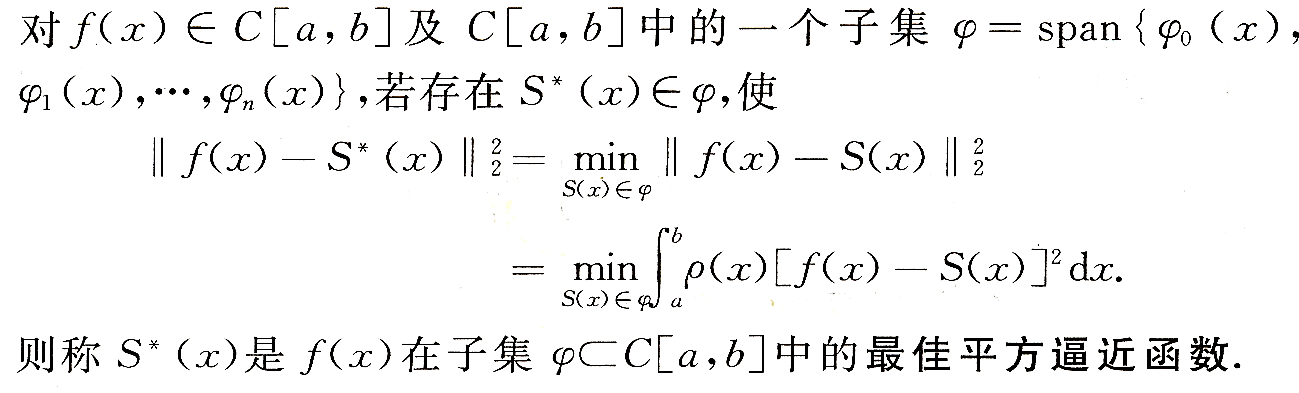 对 f(x) ∈ C[a, b] 及 C[a, b] 中的一个子集 φ = span {φ₀(x),
φ₁(x), ⋯, φₙ(x)}, 若存在 S*(x) ∈ φ, 使
‖ f(x) − S*(x) ‖₂² = min_{S(x)∈φ} ‖ f(x) − S(x) ‖₂²
= min_{S(x)∈φ} ∫ₐᵇ ρ(x)[f(x) − S(x)]² dx.
则称 S*(x)是 f(x)在子集 φ⊂C[a,b]中的最佳平方逼近函数.